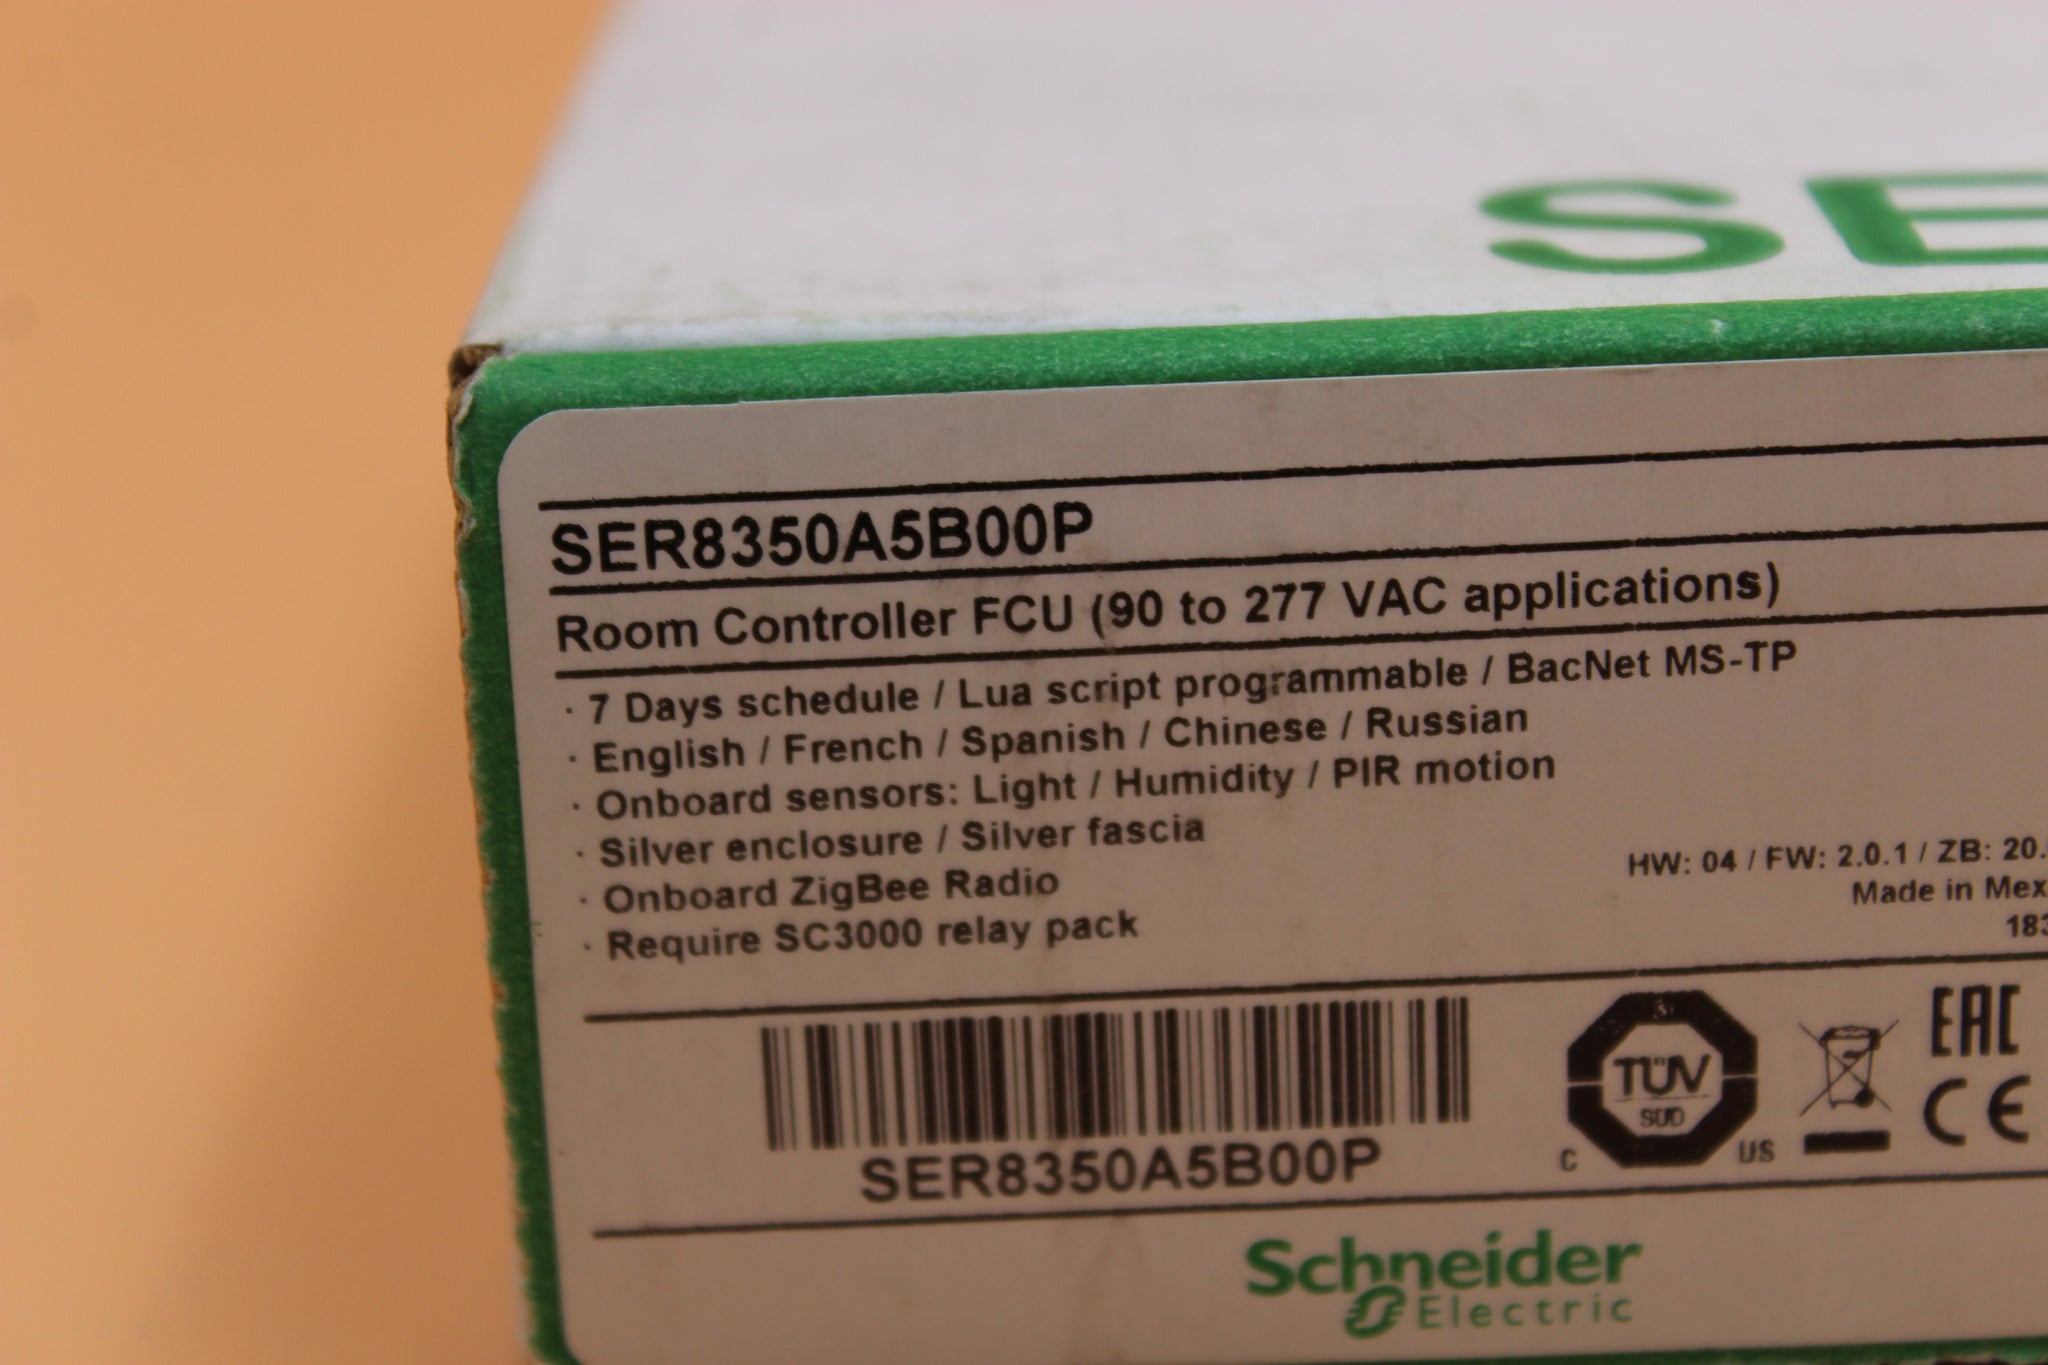 SE
SER8350A5B00P
Room Controller FCU (90 to 277 VAC applications)
· 7 Days schedule / Lua script programmable / BacNet MS-TP
· English / French / Spanish / Chinese / Russian
· Onboard sensors: Light / Humidity / PIR motion
· Silver enclosure / Silver fascia
· Onboard ZigBee Radio
· Require SC3000 relay pack
HW: 04 / FW: 2.0.1 / ZB: 20.
Made in Mex
183
SER8350A5B00P
C TÜV SÜD US
EAC
CE
Schneider
Electric